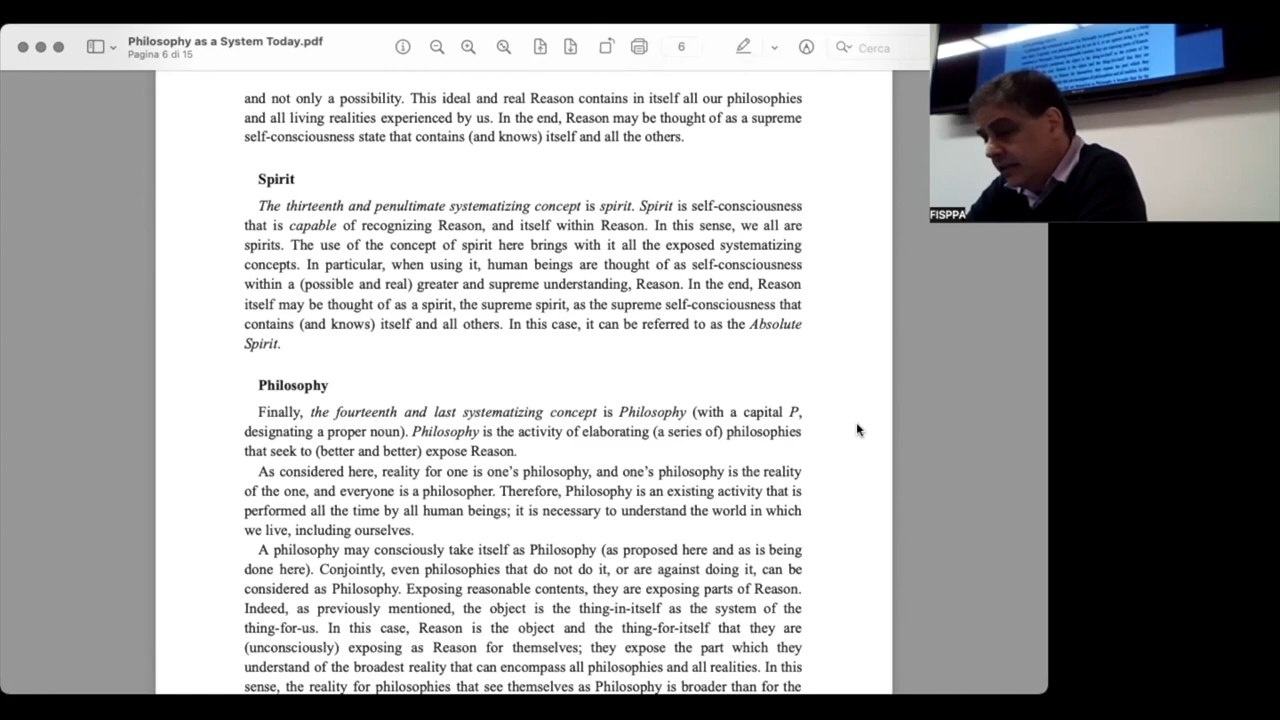 Philosophy as a System Today.pdf
Pagina 6 di 15
6
Cerca
and not only a possibility. This ideal and real Reason contains in itself all our philosophies
and all living realities experienced by us. In the end, Reason may be thought of as a supreme
self-consciousness state that contains (and knows) itself and all the others.
Spirit
The thirteenth and penultimate systematizing concept is spirit. Spirit is self-consciousness
that is capable of recognizing Reason, and itself within Reason. In this sense, we all are
spirits. The use of the concept of spirit here brings with it all the exposed systematizing
concepts. In particular, when using it, human beings are thought of as self-consciousness
within a (possible and real) greater and supreme understanding, Reason. In the end, Reason
itself may be thought of as a spirit, the supreme spirit, as the supreme self-consciousness that
contains (and knows) itself and all others. In this case, it can be referred to as the Absolute
Spirit.
Philosophy
Finally, the fourteenth and last systematizing concept is Philosophy (with a capital P,
designating a proper noun). Philosophy is the activity of elaborating (a series of) philosophies
that seek to (better and better) expose Reason.
As considered here, reality for one is one's philosophy, and one's philosophy is the reality
of the one, and everyone is a philosopher. Therefore, Philosophy is an existing activity that is
performed all the time by all human beings; it is necessary to understand the world in which
we live, including ourselves.
A philosophy may consciously take itself as Philosophy (as proposed here and as is being
done here). Conjointly, even philosophies that do not do it, or are against doing it, can be
considered as Philosophy. Exposing reasonable contents, they are exposing parts of Reason.
Indeed, as previously mentioned, the object is the thing-in-itself as the system of the
thing-for-us. In this case, Reason is the object and the thing-for-itself that they are
(unconsciously) exposing as Reason for themselves; they expose the part which they
understand of the broadest reality that can encompass all philosophies and all realities. In this
sense, the reality for philosophies that see themselves as Philosophy is broader than for the
FISPPA